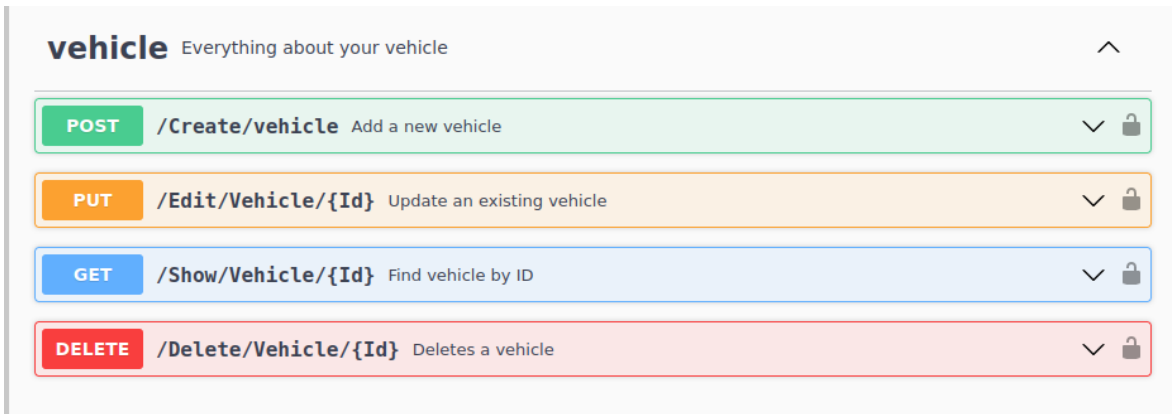 vehicle Everything about your vehicle
POST /Create/vehicle Add a new vehicle
PUT /Edit/Vehicle/{Id} Update an existing vehicle
GET /Show/Vehicle/{Id} Find vehicle by ID
DELETE /Delete/Vehicle/{Id} Deletes a vehicle